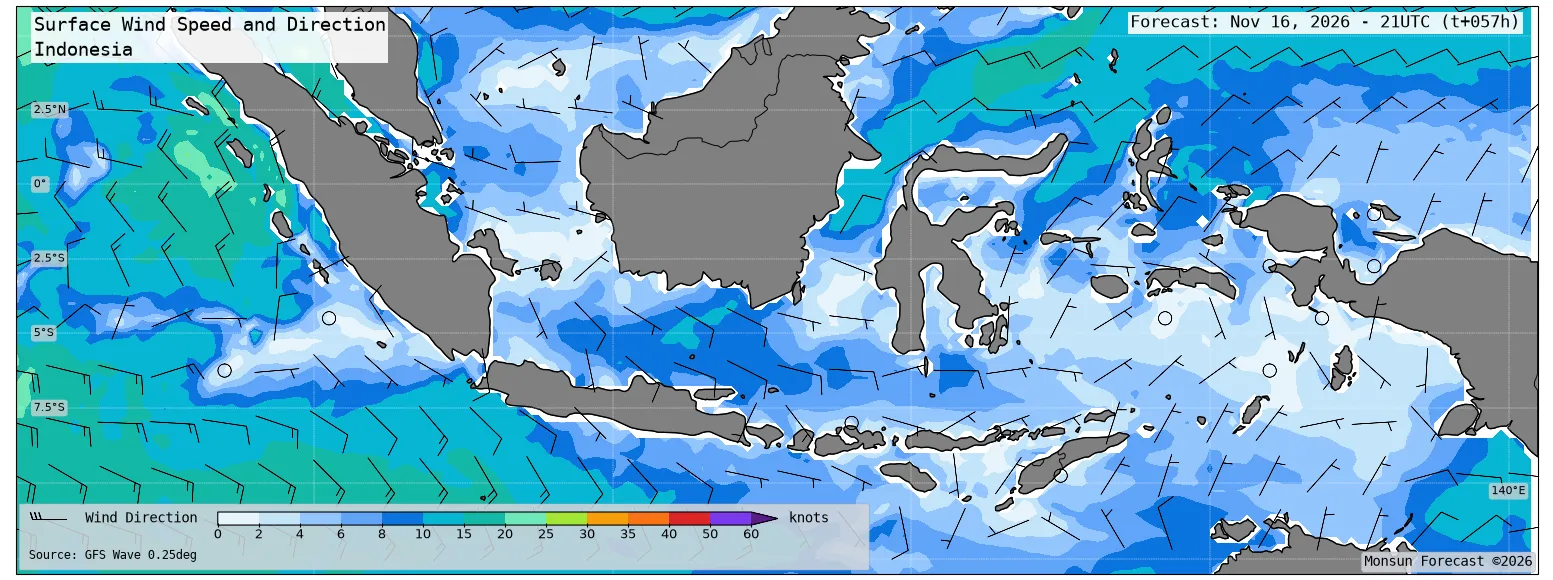 Surface Wind Speed and Direction
Indonesia
Forecast: Nov 16, 2026 - 21UTC (t+057h)
2.5°N
0°
2.5°S
5°S
7.5°S
140°E
Wind Direction
0 2 4 6 8 10 15 20 25 30 35 40 50 60
knots
Source: GFS Wave 0.25deg
Monsun Forecast ©2026